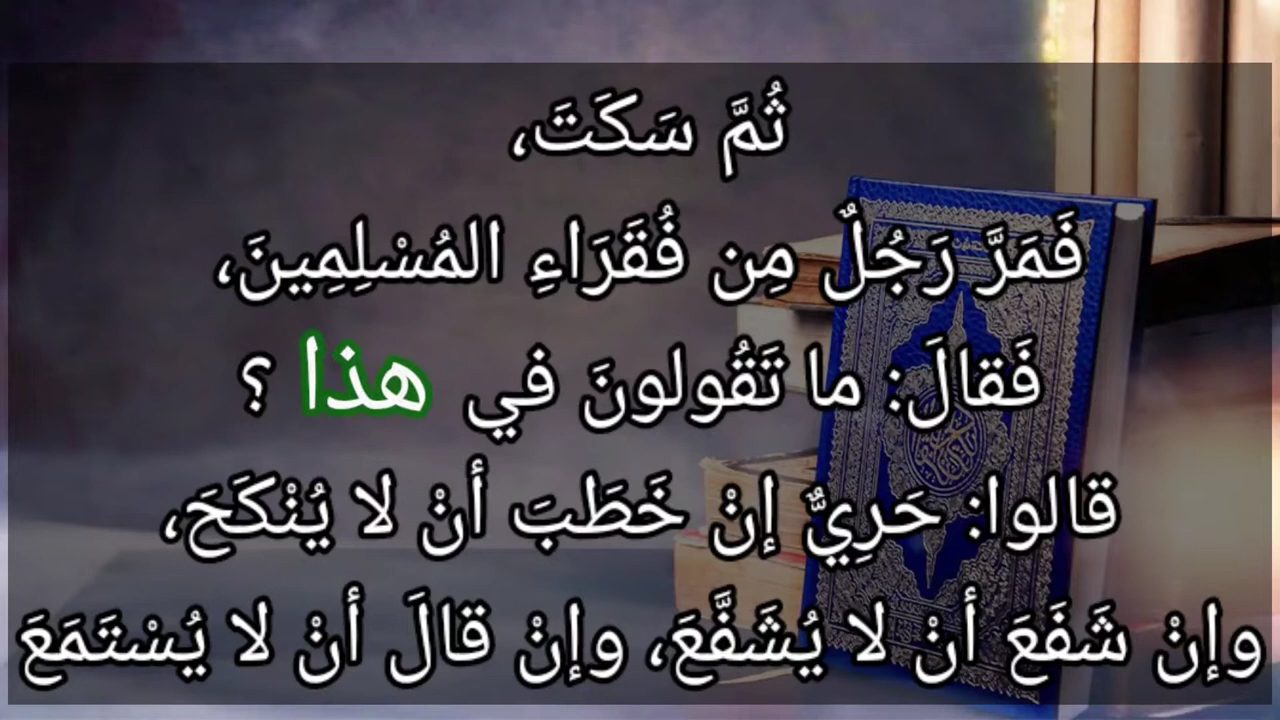 ثُمَّ سَكَتَ،
فَمَرَّ رَجُلٌ مِن فُقَرَاءِ المُسْلِمِينَ،
فَقالَ: ما تَقُولونَ في هذا ؟
قالوا: حَرِيٌّ إنْ خَطَبَ أنْ لا يُنْكَحَ،
وإنْ شَفَعَ أنْ لا يُشَفَّعَ، وإنْ قالَ أنْ لا يُسْتَمَعَ